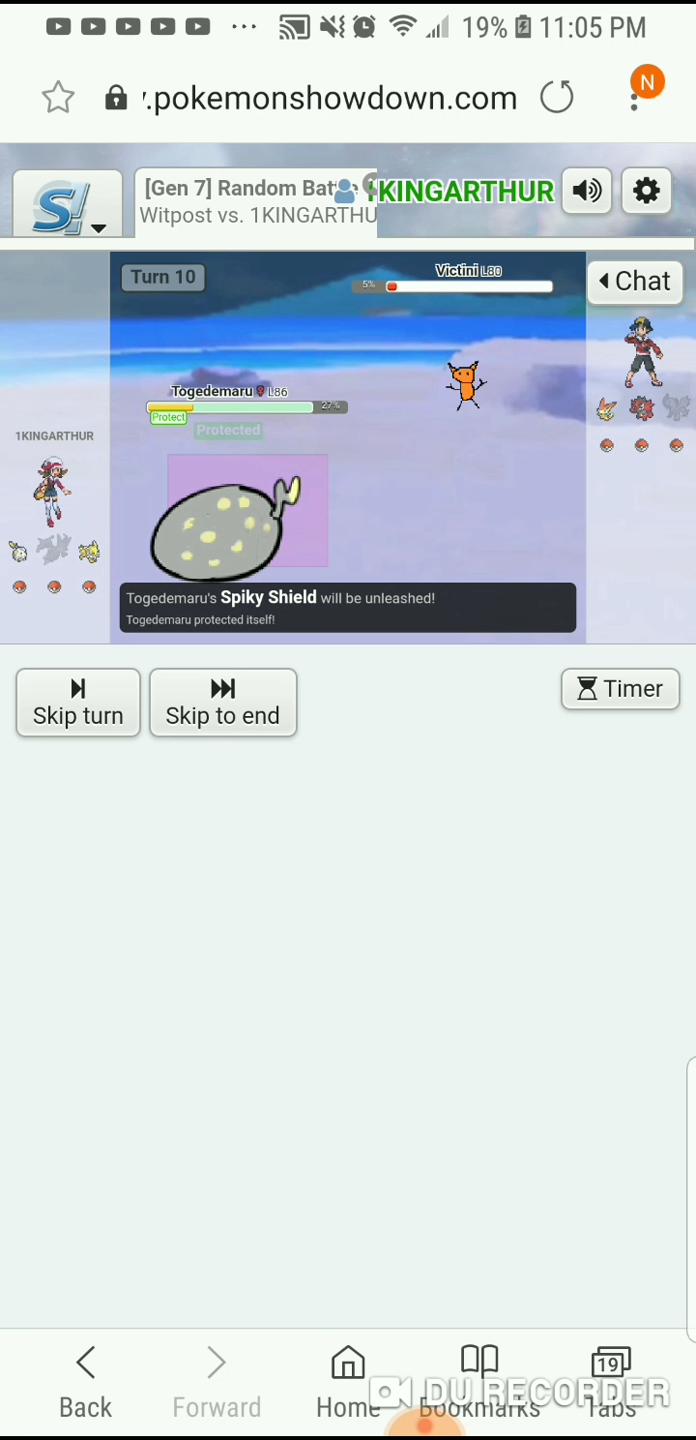 19% 11:05 PM
.pokemonshowdown.com
N
S!
[Gen 7] Random Bat
1KINGARTHUR
Witpost vs. 1KINGARTHU
Turn 10
Victini L80
5%
Chat
Togedemaru L86
27%
Protect
Protected
1KINGARTHUR
Togedemaru's Spiky Shield will be unleashed!
Togedemaru protected itself!
Skip turn
Skip to end
Timer
19
Back
Forward
Home
Bookmarks
Tabs
DU RECORDER